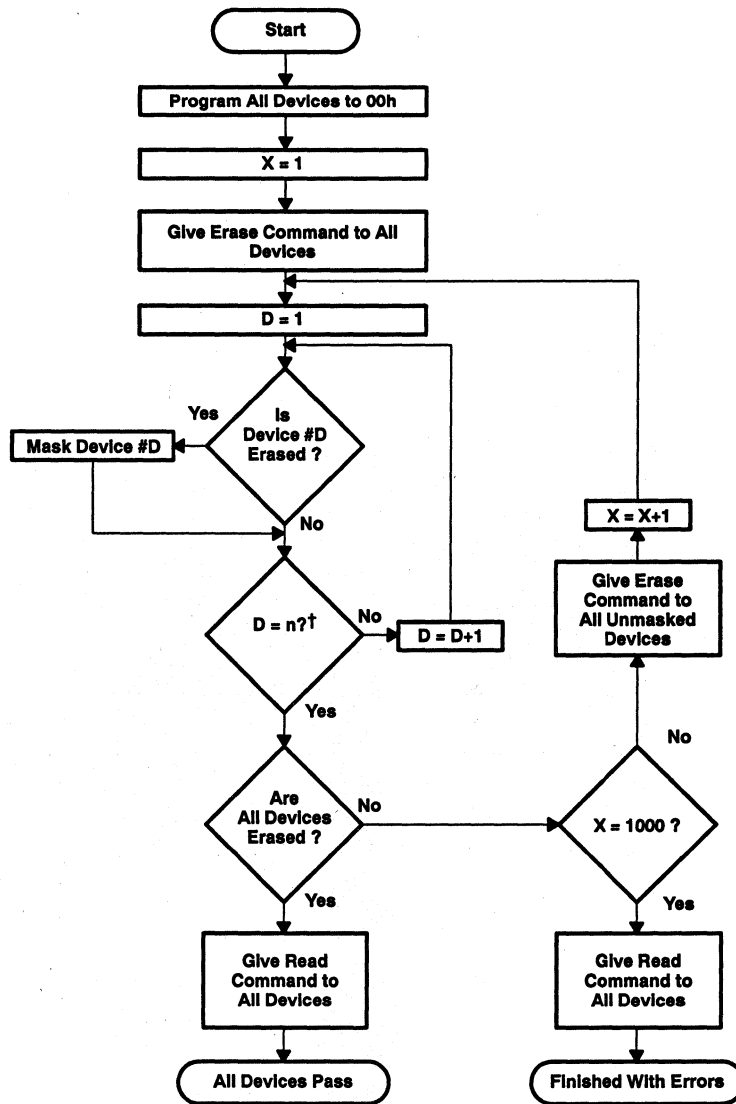 Start
Program All Devices to 00h
X = 1
Give Erase Command to All
Devices
D = 1
Yes
Is
Device #D
Erased ?
Mask Device #D
No
X = X+1
Give Erase
Command to
All Unmasked
Devices
D = n?†
No
D = D+1
Yes
No
Are
All Devices
Erased ?
No
X = 1000 ?
Yes
Yes
Give Read
Command to
All Devices
Give Read
Command to
All Devices
All Devices Pass
Finished With Errors